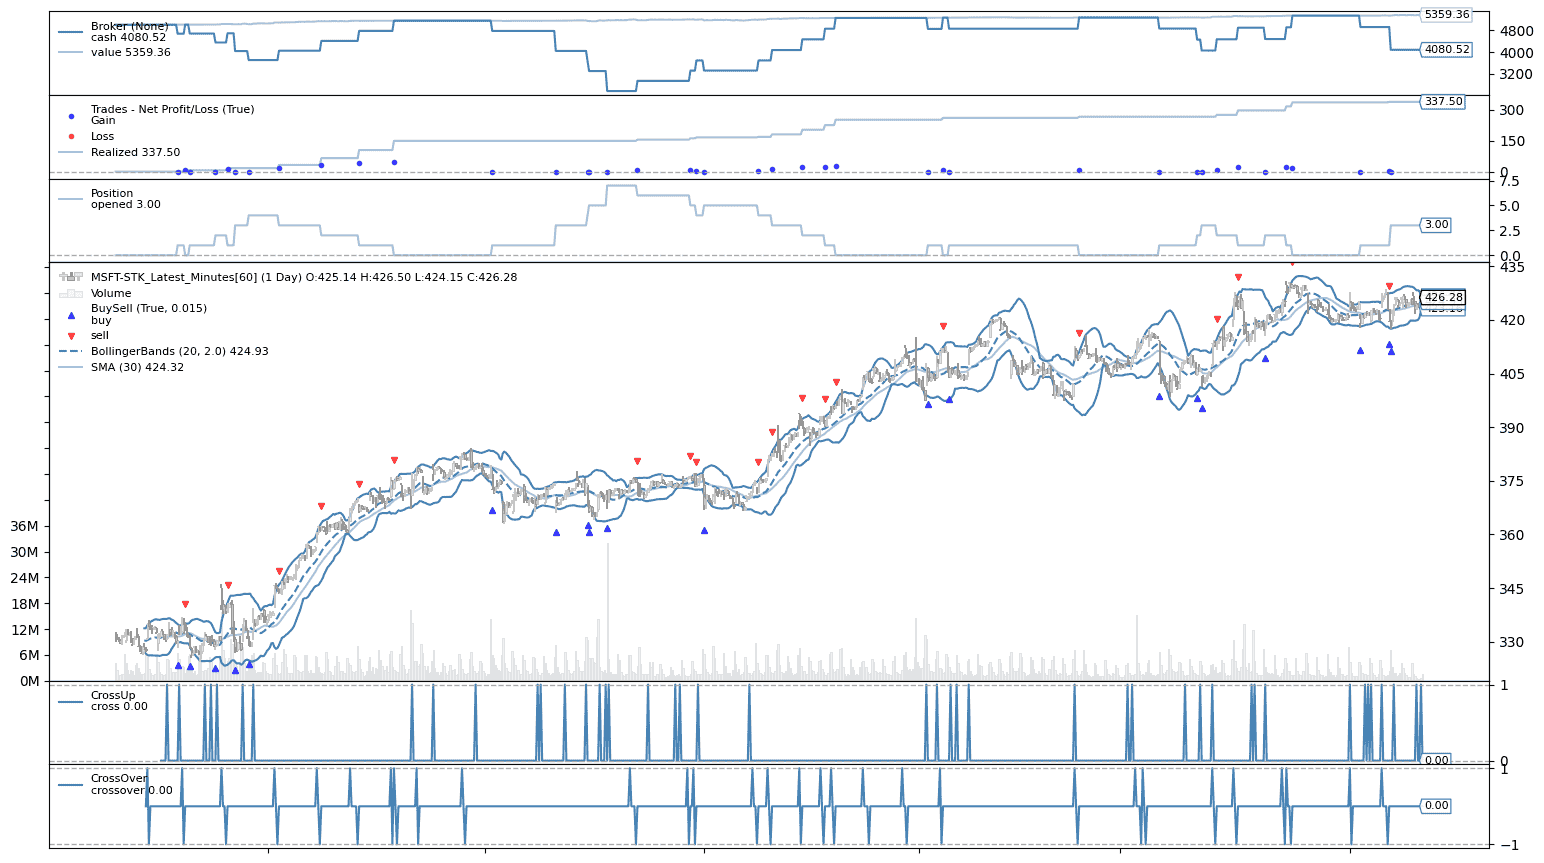 Broker (None)
cash 4080.52
value 5359.36
5359.36
4800
4080.52
4000
3200
Trades - Net Profit/Loss (True)
Gain
Loss
Realized 337.50
337.50
300
150
0
Position
opened 3.00
7.5
5.0
3.00
2.5
0.0
MSFT-STK_Latest_Minutes[60] (1 Day) O:425.14 H:426.50 L:424.15 C:426.28
Volume
BuySell (True, 0.015)
buy
sell
BollingerBands (20, 2.0) 424.93
SMA (30) 424.32
435
426.28
420
405
390
375
360
345
330
36M
30M
24M
18M
12M
6M
0M
CrossUp
cross 0.00
1
0.00
0
CrossOver
crossover 0.00
1
0.00
−1